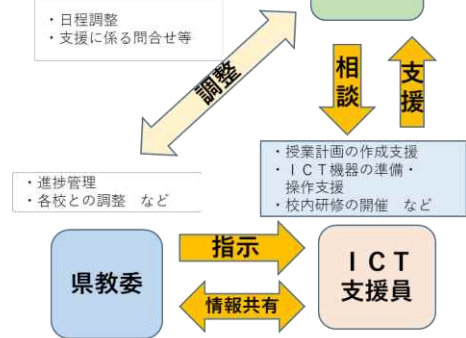 ・日程調整
・支援に係る問合せ等
調整
相談
支援
・授業計画の作成支援
・ＩＣＴ機器の準備・
操作支援
・校内研修の開催　など
・進捗管理
・各校との調整　など
県教委
指示
情報共有
ＩＣＴ
支援員